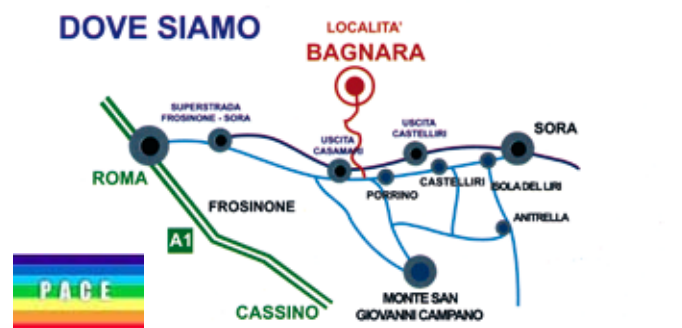 DOVE SIAMO
LOCALITA'
BAGNARA
SUPERSTRADA
FROSINONE - SORA
USCITA
CASTELLIRI
USCITA
CASAMARI
SORA
ROMA
PORRINO
CASTELLIRI
ISOLA DEL LIRI
FROSINONE
ANITRELLA
A1
PACE
MONTE SAN
GIOVANNI CAMPANO
CASSINO